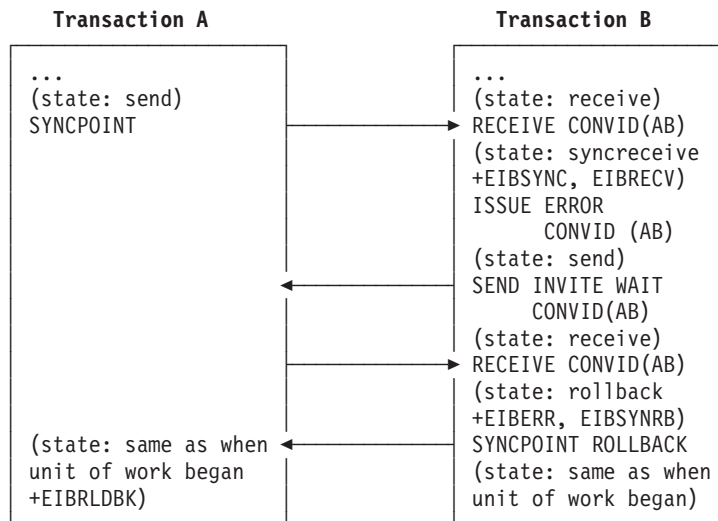 Transaction A
Transaction B
...
(state: send)
SYNCPOINT
(state: same as when
unit of work began
+EIBRLDBK)
...
(state: receive)
RECEIVE CONVID(AB)
(state: syncreceive
+EIBSYNC, EIBRECV)
ISSUE ERROR
CONVID (AB)
(state: send)
SEND INVITE WAIT
CONVID(AB)
(state: receive)
RECEIVE CONVID(AB)
(state: rollback
+EIBERR, EIBSYNRB)
SYNCPOINT ROLLBACK
(state: same as when
unit of work began)